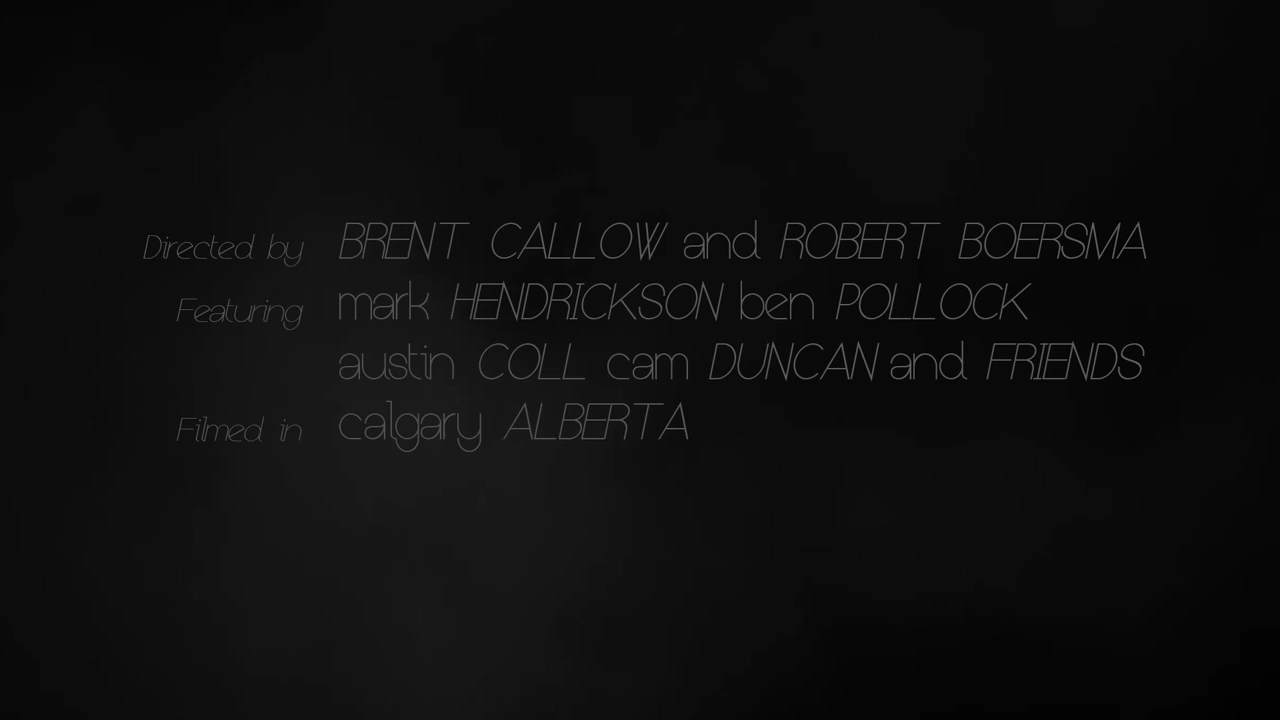 Directed by BRENT CALLOW and ROBERT BOERSMA
Featuring mark HENDRICKSON ben POLLOCK
austin COLL cam DUNCAN and FRIENDS
Filmed in calgary ALBERTA